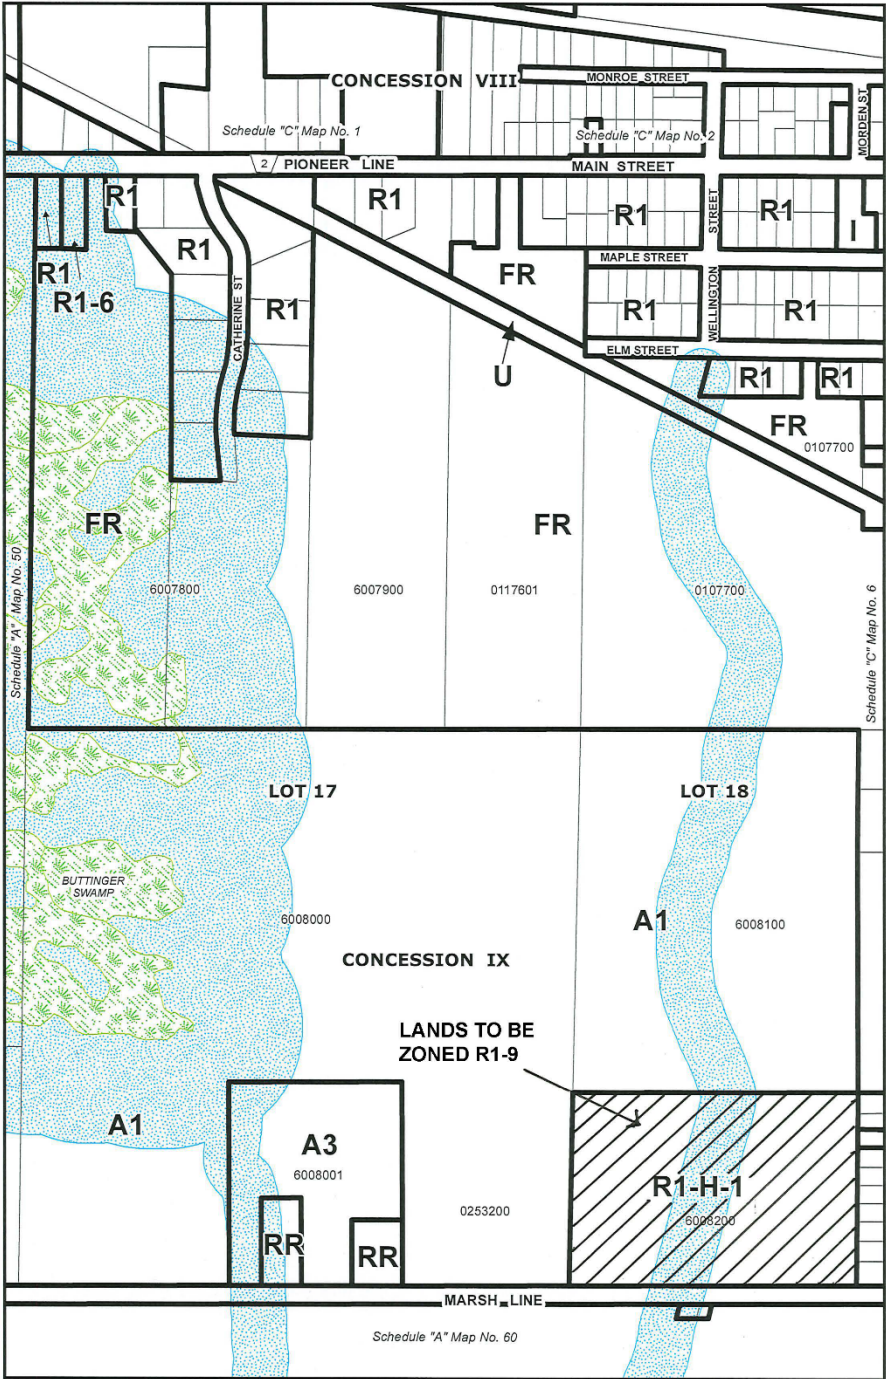 CONCESSION VIII
MONROE STREET
MORDEN ST
Schedule "C" Map No. 1
Schedule "C" Map No. 2
2
PIONEER LINE
MAIN STREET
R1
R1
R1
R1
STREET
I
R1
R1
MAPLE STREET
FR
R1
R1-6
R1
R1
R1
WELLINGTON
CATHERINE ST
ELM STREET
U
R1
R1
FR
0107700
FR
FR
Schedule "A" Map No. 50
6007800
6007900
0117601
0107700
Schedule "C" Map No. 6
LOT 17
LOT 18
BUTTINGER
SWAMP
6008000
A1
6008100
CONCESSION IX
LANDS TO BE
ZONED R1-9
A1
A3
6008001
R1-H-1
0253200
6008200
RR
RR
MARSH LINE
Schedule "A" Map No. 60